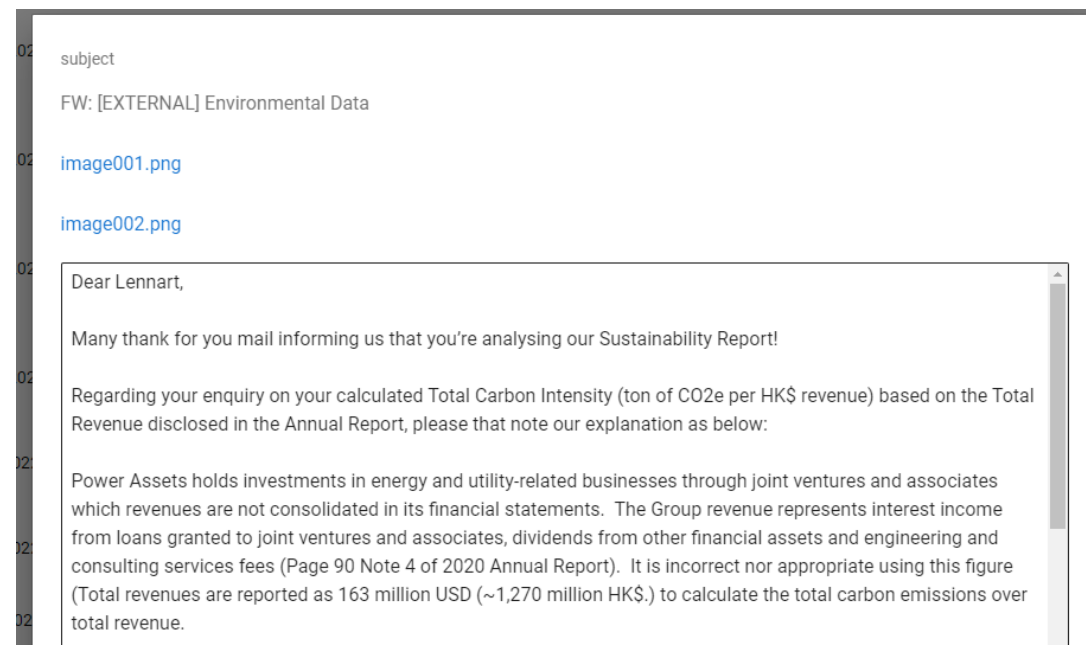 subject
FW: [EXTERNAL] Environmental Data
image001.png
image002.png
Dear Lennart,
Many thank for you mail informing us that you’re analysing our Sustainability Report!
Regarding your enquiry on your calculated Total Carbon Intensity (ton of CO2e per HK$ revenue) based on the Total
Revenue disclosed in the Annual Report, please that note our explanation as below:
Power Assets holds investments in energy and utility-related businesses through joint ventures and associates
which revenues are not consolidated in its financial statements.  The Group revenue represents interest income
from loans granted to joint ventures and associates, dividends from other financial assets and engineering and
consulting services fees (Page 90 Note 4 of 2020 Annual Report).  It is incorrect nor appropriate using this figure
(Total revenues are reported as 163 million USD (~1,270 million HK$.) to calculate the total carbon emissions over
total revenue.